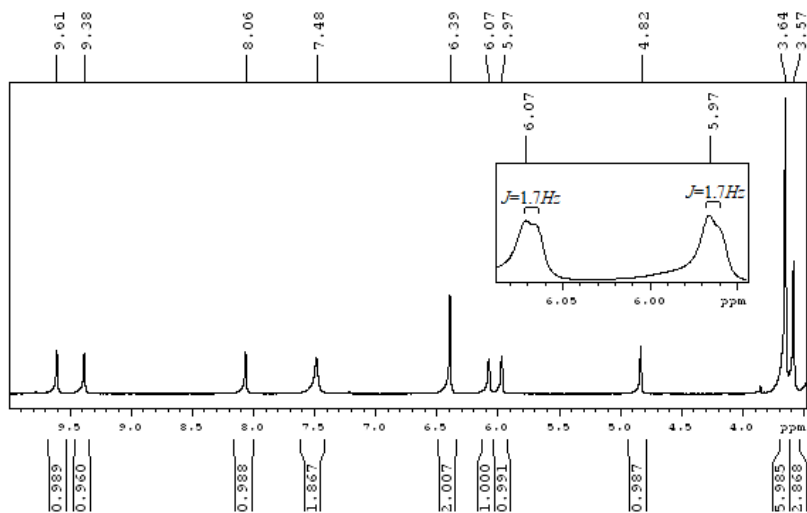 9.61 9.38 8.06 7.48 6.39 6.07 5.97 4.82 3.64 3.57
6.07 5.97
J=1.7Hz J=1.7Hz
6.05 6.00 ppm
9.5 9.0 8.5 8.0 7.5 7.0 6.5 6.0 5.5 5.0 4.5 4.0 ppm
0.989 0.960 0.988 1.867 2.007 1.000 0.991 0.987 5.985 2.868